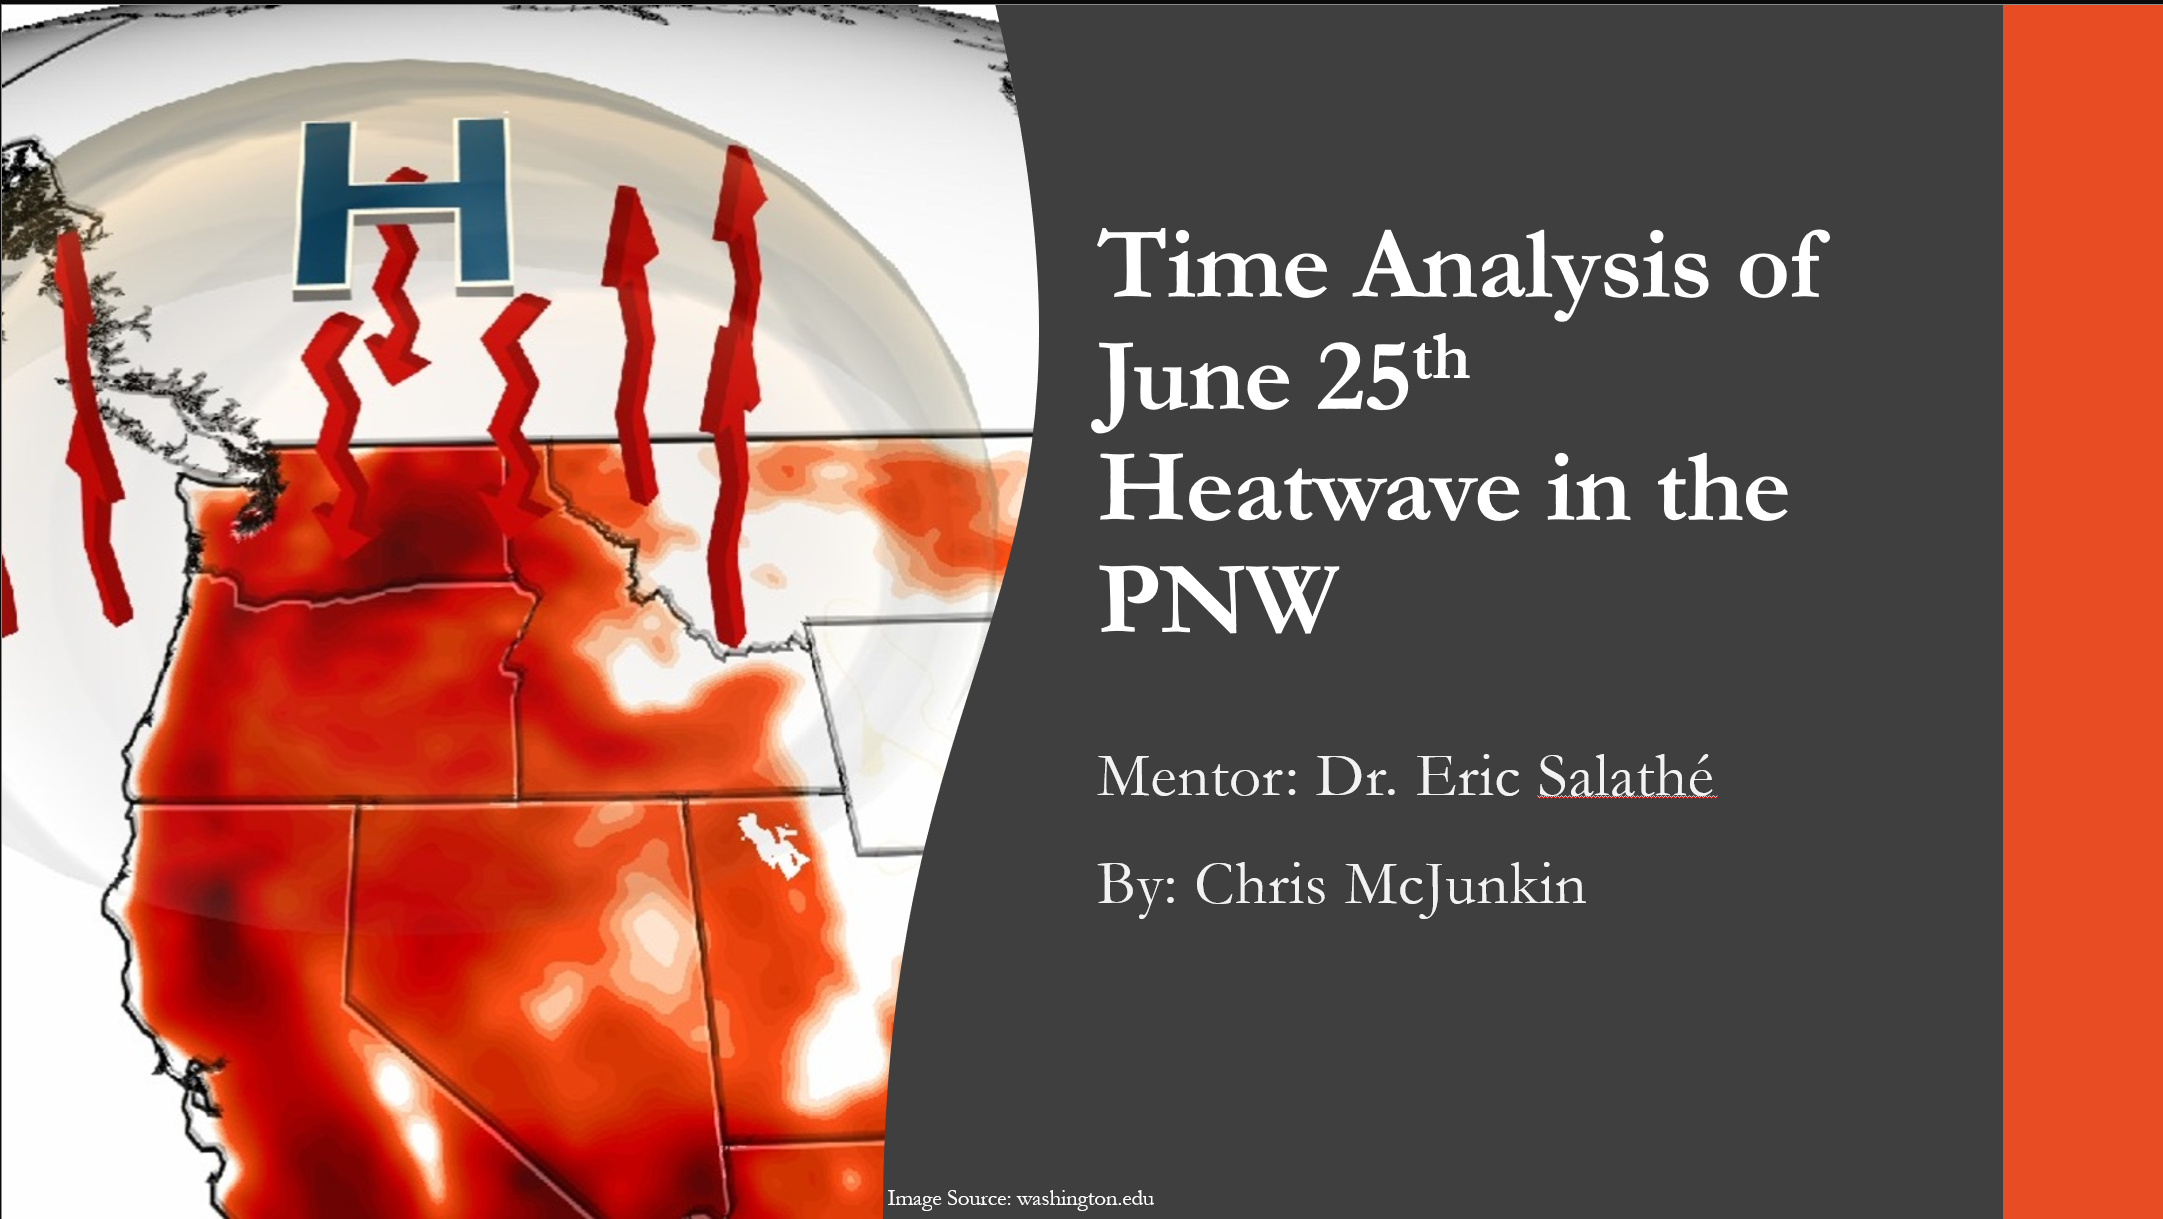 H
Time Analysis of
June 25th
Heatwave in the
PNW
Mentor: Dr. Eric Salathé
By: Chris McJunkin
Image Source: washington.edu